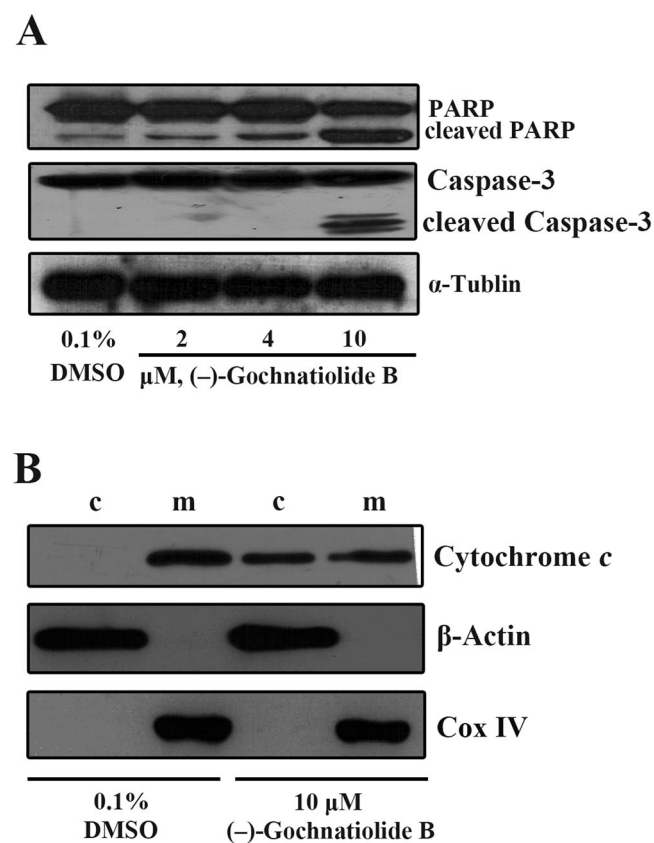 A
PARP
cleaved PARP
Caspase-3
cleaved Caspase-3
α-Tublin
0.1% 2 4 10
DMSO μM, (–)-Gochnatiolide B
B
c m c m
Cytochrome c
β-Actin
Cox IV
0.1% 10 μM
DMSO (–)-Gochnatiolide B